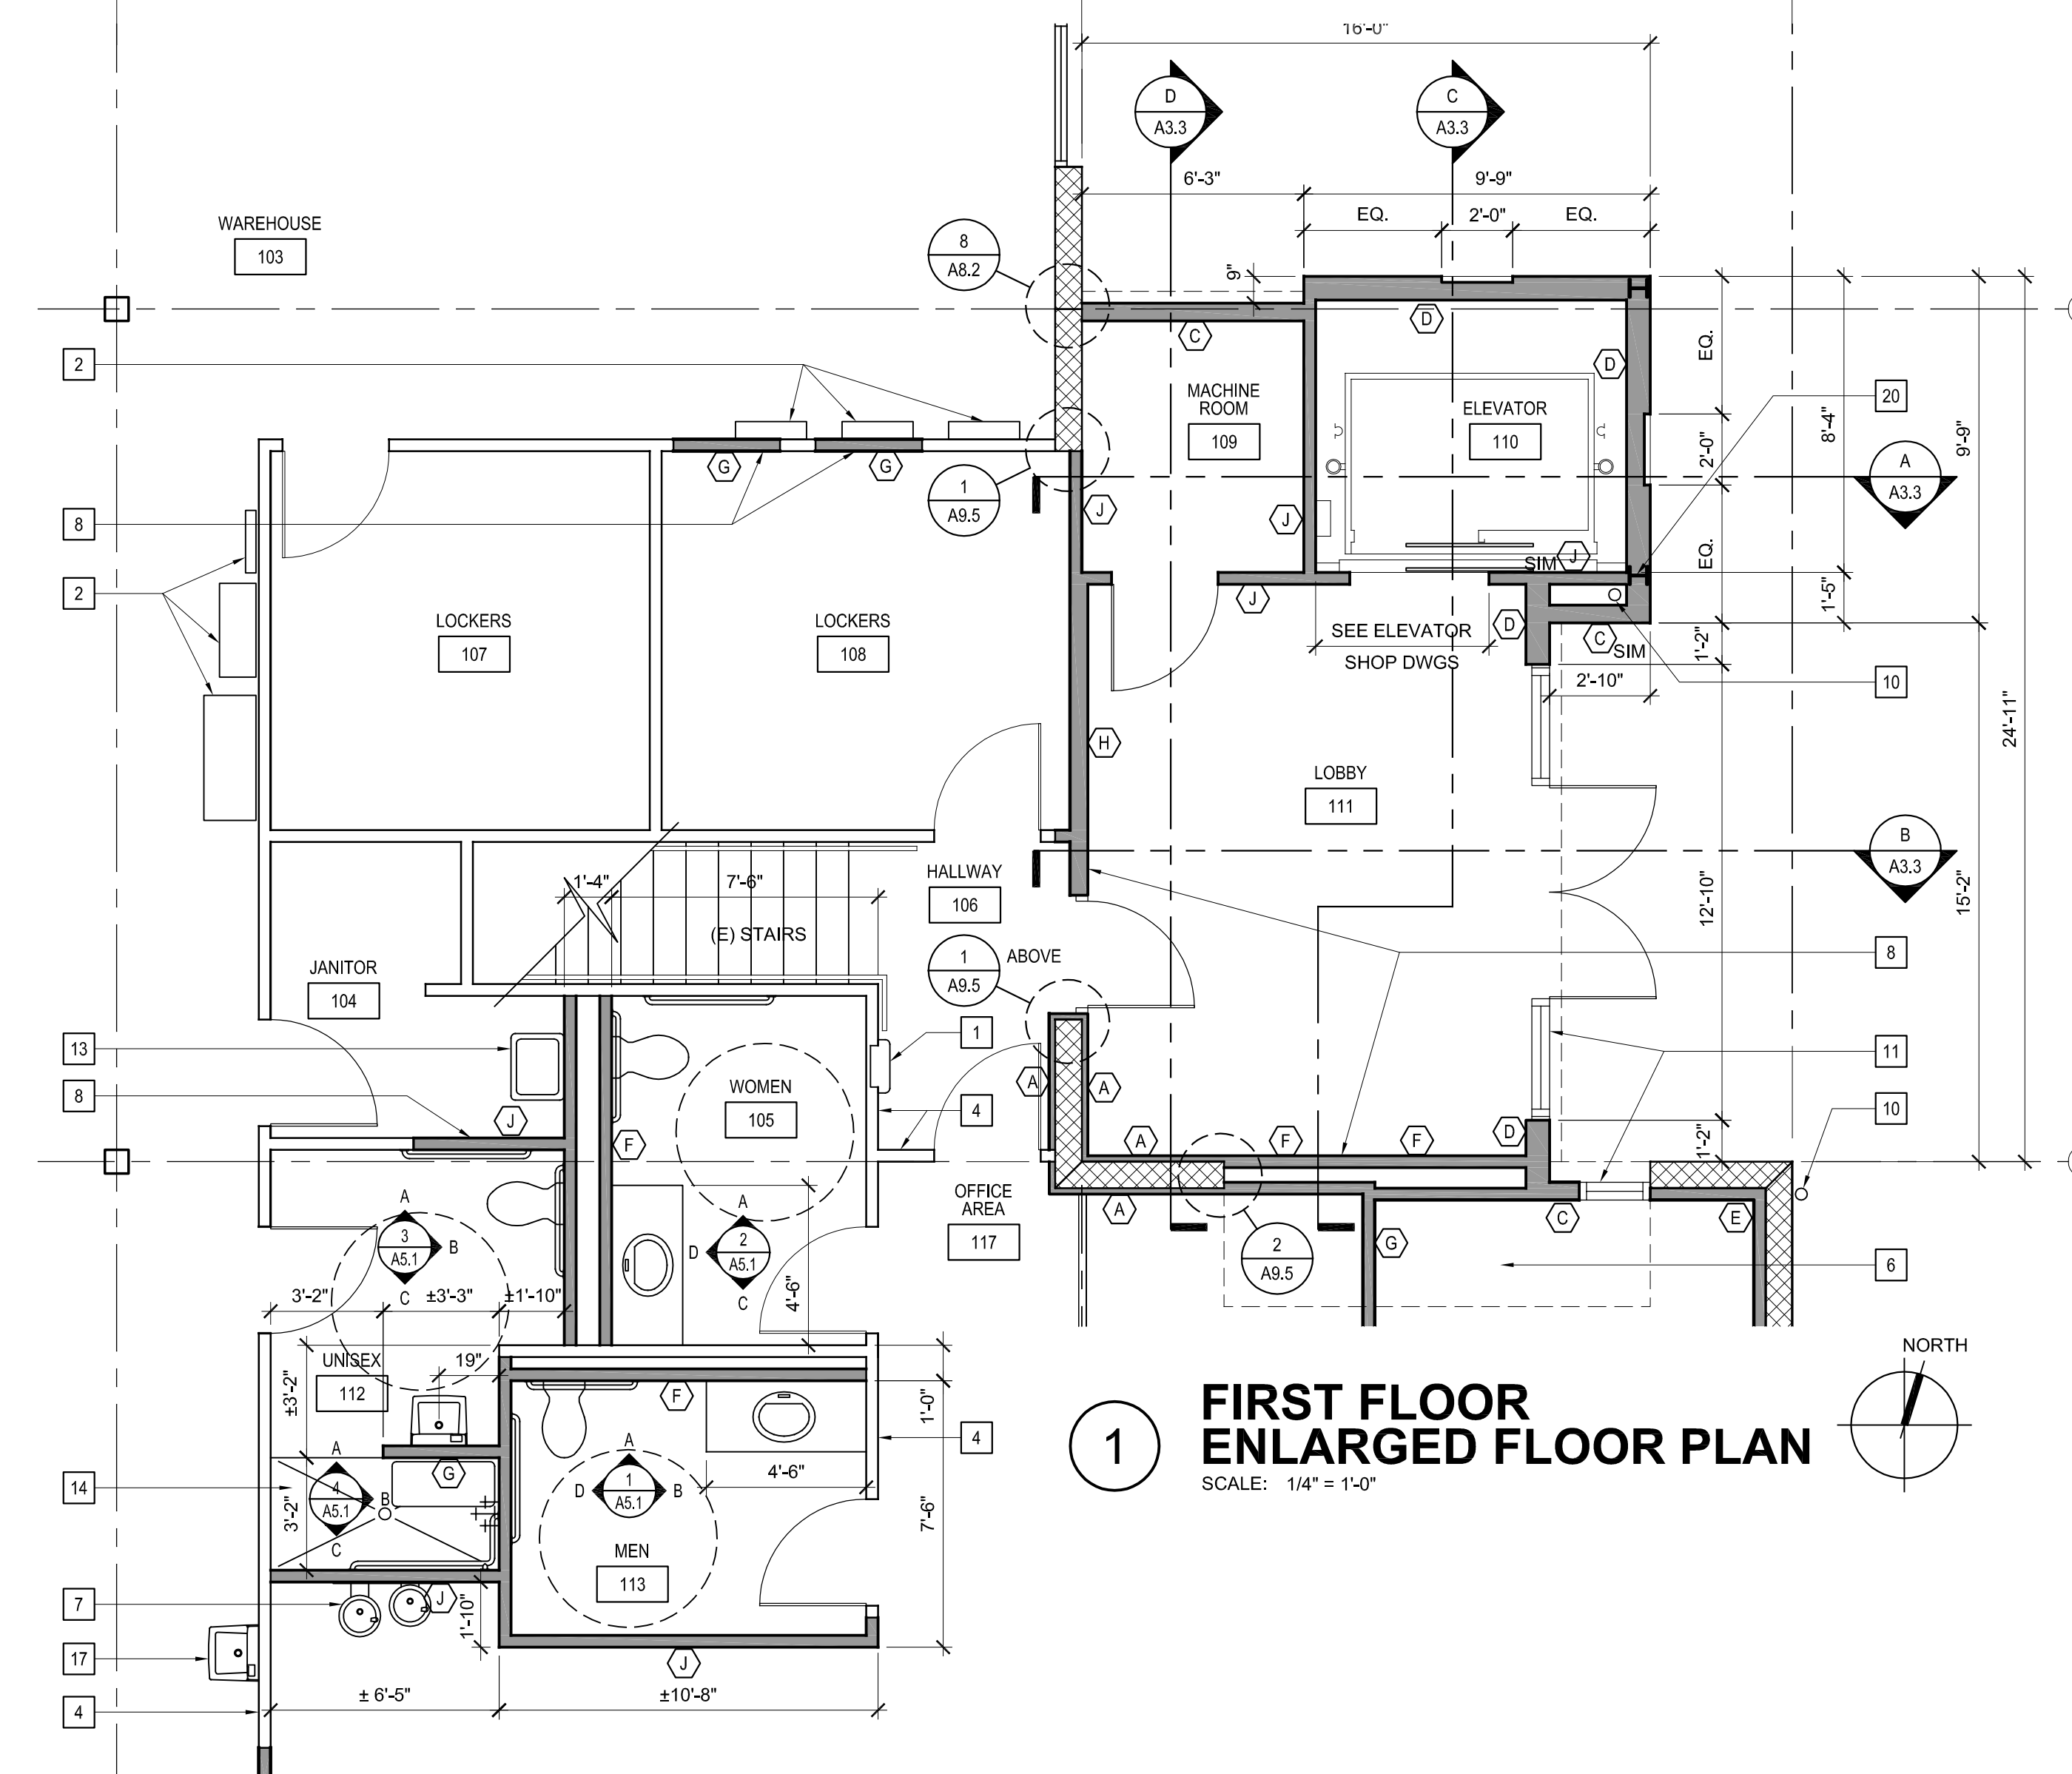 16'-0"
D
A3.3
C
A3.3
6'-3"
9'-9"
EQ.
2'-0"
EQ.
WAREHOUSE
103
8
A8.2
9"
C
D
D
EQ.
2
MACHINE
ROOM
109
ELEVATOR
110
20
8'-4"
9'-9"
2'-0"
A
A3.3
G
G
1
A9.5
J
J
8
SIM
J
EQ.
2
J
1'-5"
LOCKERS
107
LOCKERS
108
SEE ELEVATOR
SHOP DWGS
D
C
SIM
1'-2"
2'-10"
10
24'-11"
H
LOBBY
111
B
A3.3
1'-4"
7'-6"
HALLWAY
106
12'-10"
15'-2"
(E) STAIRS
1
A9.5
ABOVE
8
JANITOR
104
13
1
11
8
WOMEN
105
A
A
4
10
J
F
A
F
F
D
1'-2"
OFFICE
AREA
117
A
C
E
A
3
A5.1
B
C
A
D
2
A5.1
C
2
A9.5
G
6
3'-2"
±3'-3"
±1'-10"
4'-6"
UNISEX
112
19"
±3'-2"
F
1'-0"
NORTH
1
FIRST FLOOR
ENLARGED FLOOR PLAN
SCALE: 1/4" = 1'-0"
4
A
G
4'-6"
14
4
A5.1
B
C
3'-2"
A
D
1
A5.1
B
7'-6"
MEN
113
7
J
1'-10"
17
J
± 6'-5"
±10'-8"
4